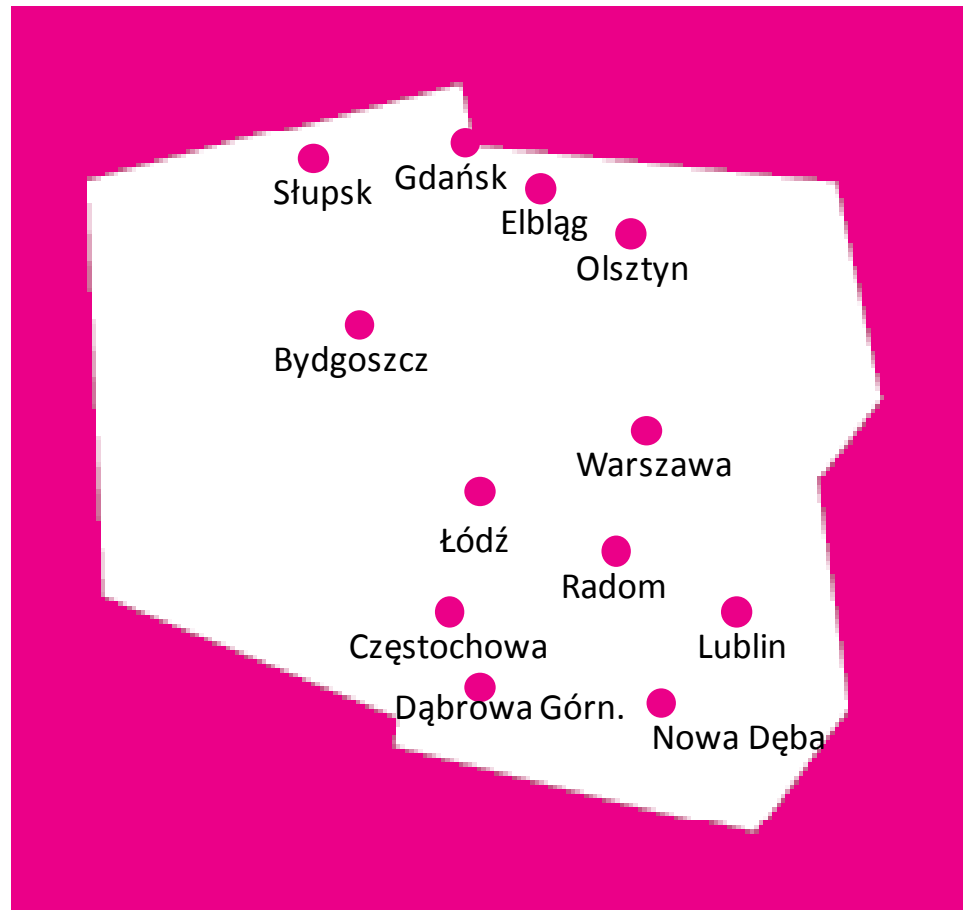 Słupsk
Gdańsk
Elbląg
Olsztyn
Bydgoszcz
Warszawa
Łódź
Radom
Częstochowa
Lublin
Dąbrowa Górn.
Nowa Dęba